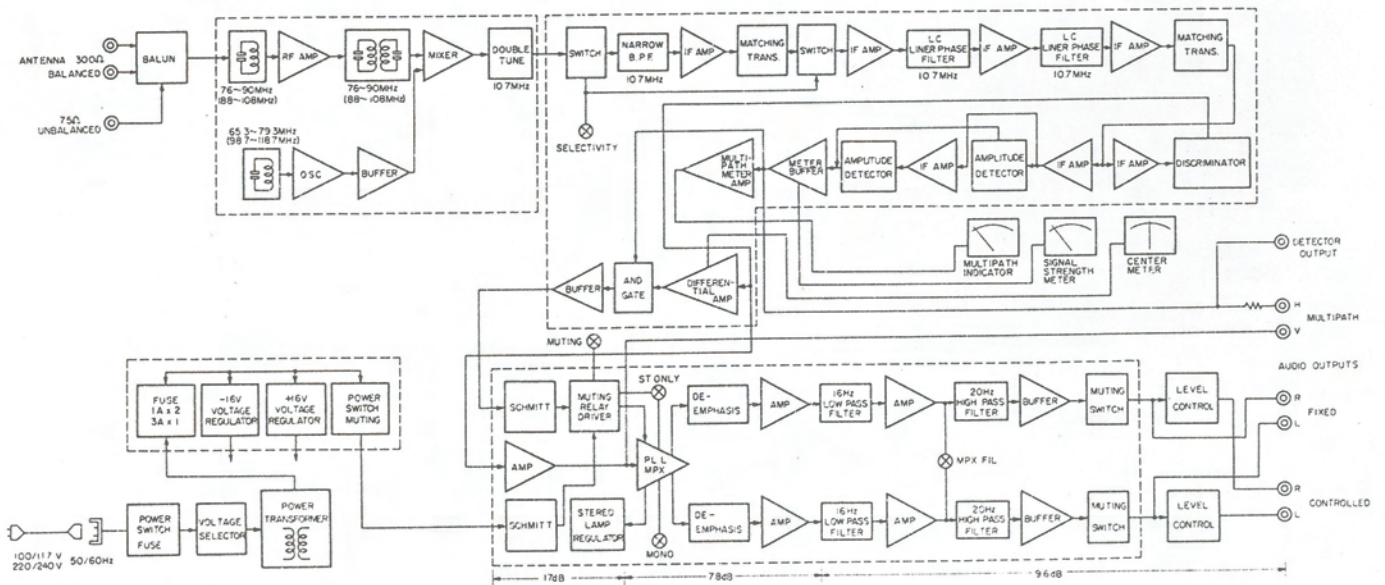 ANTENNA 300Ω
BALANCED
75Ω
UNBALANCED
BALUN
76~90MHz
(88~108MHz)
RF AMP
76~90MHz
(88~108MHz)
MIXER
DOUBLE
TUNE
10.7MHz
65.3~79.3MHz
(98.7~118.7MHz)
OSC
BUFFER
SWITCH
NARROW
B.P.F.
10.7MHz
IF AMP
MATCHING
TRANS.
SWITCH
IF AMP
LC
LINER PHASE
FILTER
10.7MHz
IF AMP
LC
LINER PHASE
FILTER
10.7MHz
IF AMP
MATCHING
TRANS.
SELECTIVITY
MULTI-
PATH
METER
AMP
METER
BUFFER
AMPLITUDE
DETECTOR
IF AMP
AMPLITUDE
DETECTOR
IF AMP
IF AMP
DISCRIMINATOR
MULTIPATH
INDICATOR
SIGNAL
STRENGTH
METER
CENTER
METER
DETECTOR
OUTPUT
BUFFER
AND
GATE
DIFFEREN-
TIAL
AMP
H
MULTIPATH
V
MUTING
ST ONLY
AUDIO OUTPUTS
FUSE
1A x 2
3A x 1
-16V
VOLTAGE
REGULATOR
+16V
VOLTAGE
REGULATOR
POWER
SWITCH
MUTING
SCHMITT
MUTING
RELAY
DRIVER
DE-
EMPHASIS
AMP
16Hz
LOW PASS
FILTER
AMP
20Hz
HIGH PASS
FILTER
BUFFER
MUTING
SWITCH
LEVEL
CONTROL
R
FIXED
L
AMP
PLL
MPX
MPX FIL
SCHMITT
STEREO
LAMP
REGULATOR
MONO
DE-
EMPHASIS
AMP
16Hz
LOW PASS
FILTER
AMP
20Hz
HIGH PASS
FILTER
BUFFER
MUTING
SWITCH
LEVEL
CONTROL
R
CONTROLLED
L
100/117 V
220/240 V
50/60Hz
POWER
SWITCH
FUSE
VOLTAGE
SELECTOR
POWER
TRANSFORMER
17dB
7.8dB
9.6dB